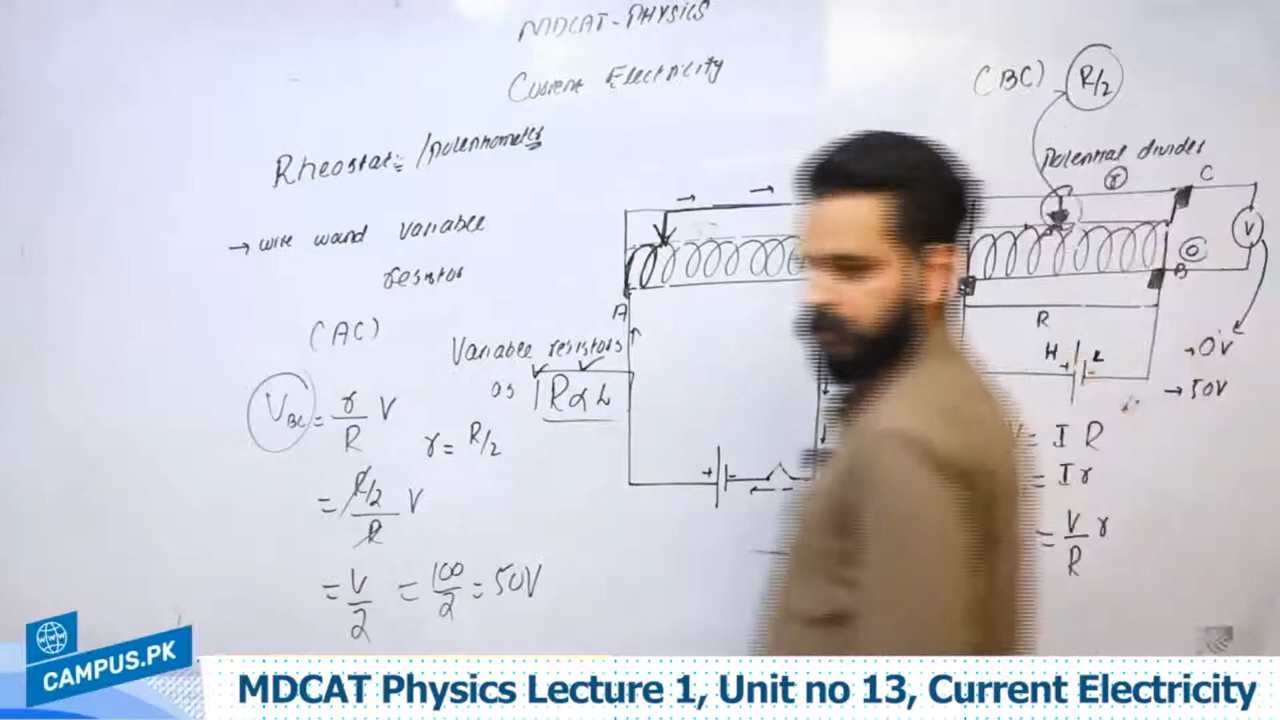 MDCAT-PHYSICS
Current Electricity
Rheostat:- /potentiometer
→ wire wound variable
resistor
(AC)
Variable resistors
as R∝L
V_BC = r/R V
r = R/2
= R/2/R V
= V/2 = 100/2 = 50V
A
+ -
(BC) R/2
Potential divider
r
C
V
0
B
R
H + - L
→ 0V
→ 50V
= I R
= I r
= V/R r
WWW
CAMPUS.PK
MDCAT Physics Lecture 1, Unit no 13, Current Electricity